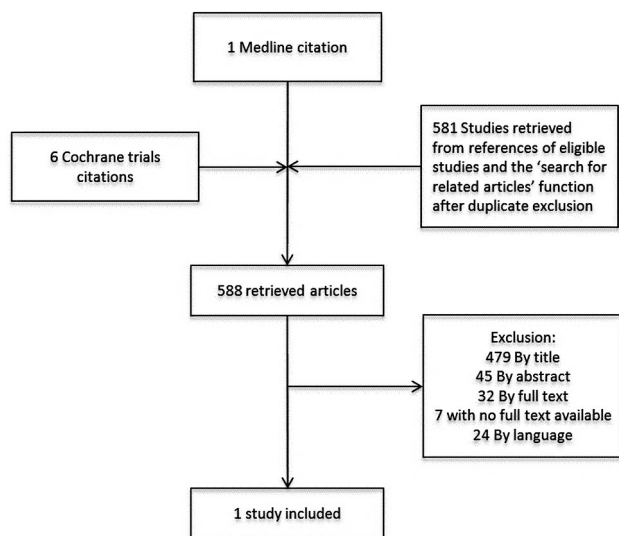 1 Medline citation
6 Cochrane trials
citations
581 Studies retrieved
from references of eligible
studies and the ‘search for
related articles’ function
after duplicate exclusion
588 retrieved articles
Exclusion:
479 By title
45 By abstract
32 By full text
7 with no full text available
24 By language
1 study included